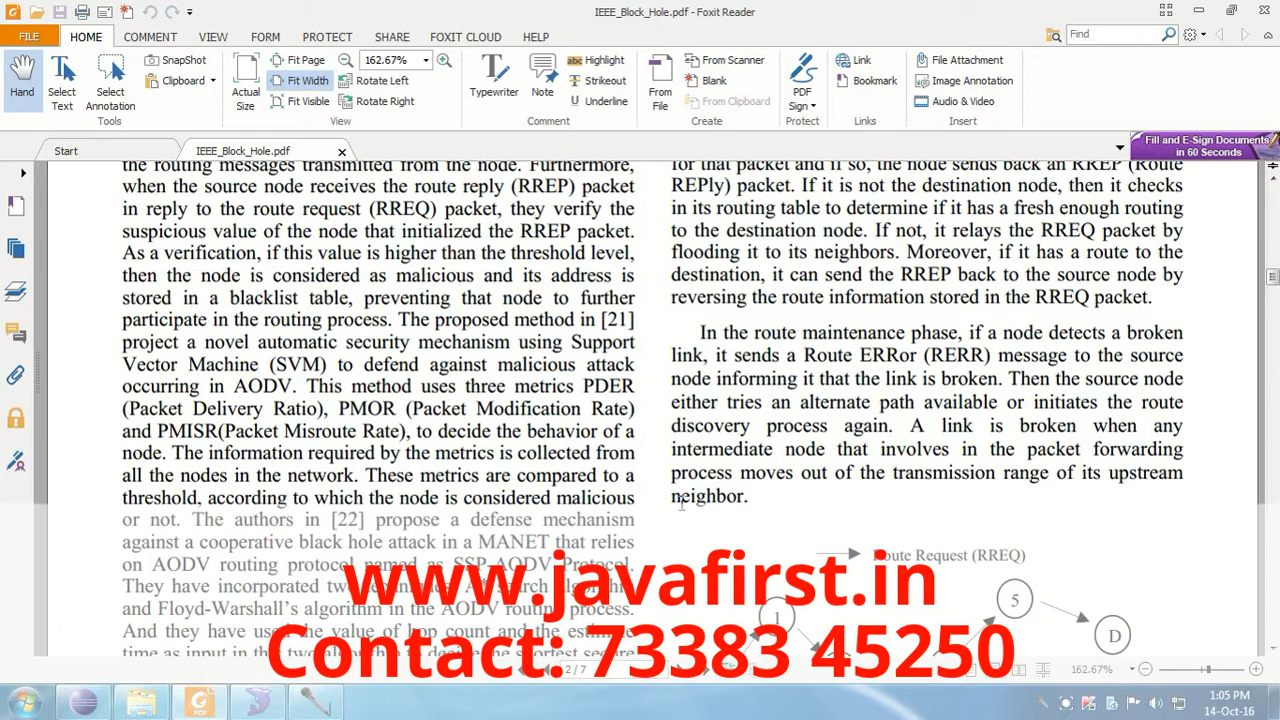 IEEE_Block_Hole.pdf - Foxit Reader
FILE HOME COMMENT VIEW FORM PROTECT SHARE FOXIT CLOUD HELP Find
Hand
Select Text
Select Annotation
SnapShot
Clipboard
Tools
Actual Size
Fit Page
Fit Width
Fit Visible
162.67%
Rotate Left
Rotate Right
View
Typewriter
Note
Highlight
Strikeout
Underline
Comment
From File
From Scanner
Blank
From Clipboard
Create
PDF Sign
Protect
Link
Bookmark
Links
File Attachment
Image Annotation
Audio & Video
Insert
Start
IEEE_Block_Hole.pdf
Fill and E-Sign Documents
in 60 Seconds
the routing messages transmitted from the node. Furthermore,
when the source node receives the route reply (RREP) packet
in reply to the route request (RREQ) packet, they verify the
suspicious value of the node that initialized the RREP packet.
As a verification, if this value is higher than the threshold level,
then the node is considered as malicious and its address is
stored in a blacklist table, preventing that node to further
participate in the routing process. The proposed method in [21]
project a novel automatic security mechanism using Support
Vector Machine (SVM) to defend against malicious attack
occurring in AODV. This method uses three metrics PDER
(Packet Delivery Ratio), PMOR (Packet Modification Rate)
and PMISR(Packet Misroute Rate), to decide the behavior of a
node. The information required by the metrics is collected from
all the nodes in the network. These metrics are compared to a
threshold, according to which the node is considered malicious
or not. The authors in [22] propose a defense mechanism
against a cooperative black hole attack in a MANET that relies
on AODV routing protocol named as SSP-AODV Protocol.
They have incorporated two A* search
and Floyd-Warshall's algorithm in the AODV routing process.
And they have used the value of hop count and the estimate
time as input in the shortest secure
for that packet and if so, the node sends back an RREP (Route
REPly) packet. If it is not the destination node, then it checks
in its routing table to determine if it has a fresh enough routing
to the destination node. If not, it relays the RREQ packet by
flooding it to its neighbors. Moreover, if it has a route to the
destination, it can send the RREP back to the source node by
reversing the route information stored in the RREQ packet.
In the route maintenance phase, if a node detects a broken
link, it sends a Route ERRor (RERR) message to the source
node informing it that the link is broken. Then the source node
either tries an alternate path available or initiates the route
discovery process again. A link is broken when any
intermediate node that involves in the packet forwarding
process moves out of the transmission range of its upstream
neighbor.
Route Request (RREQ)
1
5
D
www.javafirst.in
Contact: 73383 45250
2 / 7
162.67%
1:05 PM
14-Oct-16